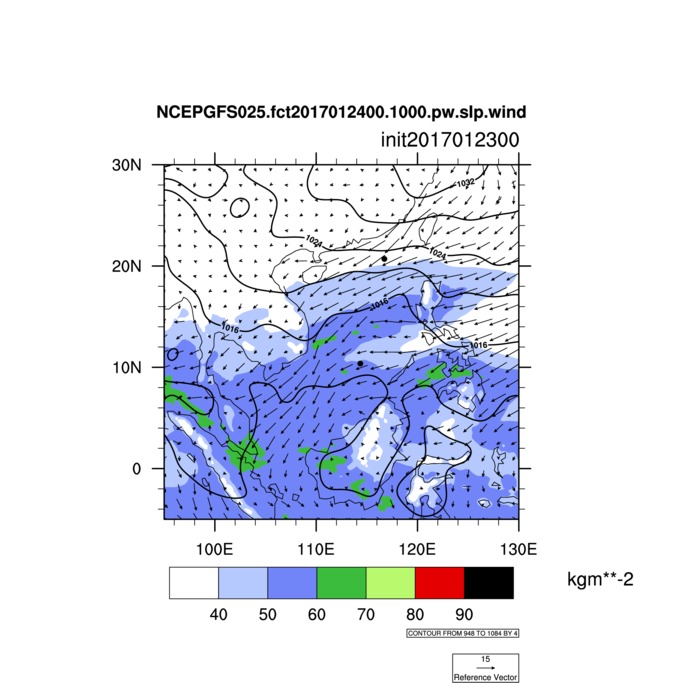 NCEPGFS025.fct2017012400.1000.pw.slp.wind
init2017012300
30N
1032
1024
1024
20N
1016
1016
1016
10N
0
100E 110E 120E 130E
kgm**-2
40 50 60 70 80 90
CONTOUR FROM 948 TO 1084 BY 4
15
Reference Vector